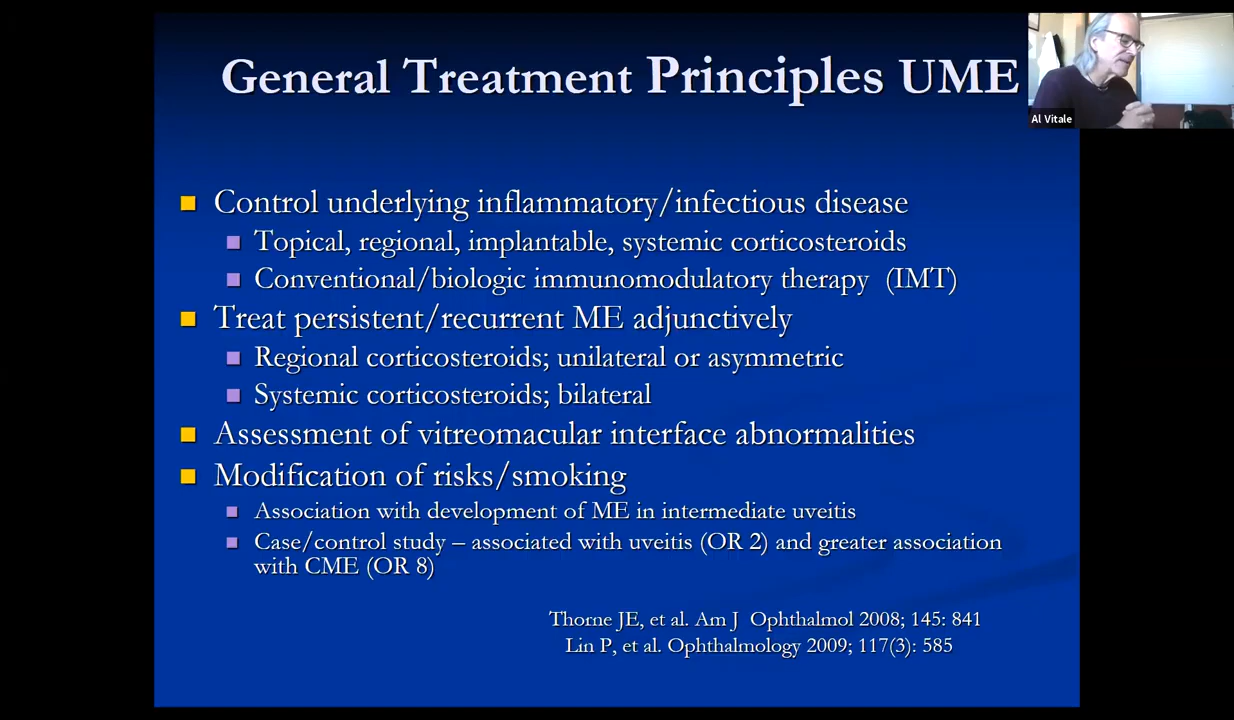 General Treatment Principles UME
Al Vitale
Control underlying inflammatory/infectious disease
Topical, regional, implantable, systemic corticosteroids
Conventional/biologic immunomodulatory therapy (IMT)
Treat persistent/recurrent ME adjunctively
Regional corticosteroids; unilateral or asymmetric
Systemic corticosteroids; bilateral
Assessment of vitreomacular interface abnormalities
Modification of risks/smoking
Association with development of ME in intermediate uveitis
Case/control study – associated with uveitis (OR 2) and greater association
with CME (OR 8)
Thorne JE, et al. Am J Ophthalmol 2008; 145: 841
Lin P, et al. Ophthalmology 2009; 117(3): 585